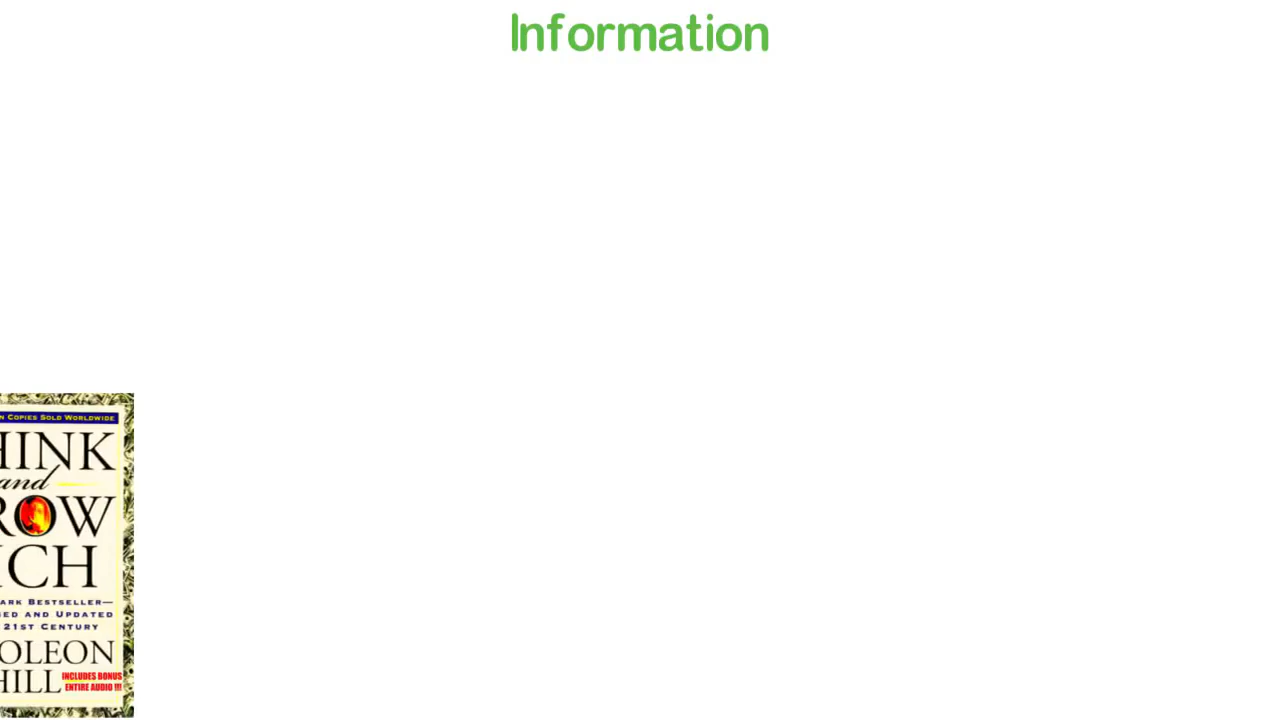 Information
N COPIES SOLD WORLDWIDE
HINK
and
ROW
ICH
ARK BESTSELLER—
SED AND UPDATED
21ST CENTURY
OLEON
HILL
INCLUDES BONUS
ENTIRE AUDIO !!!